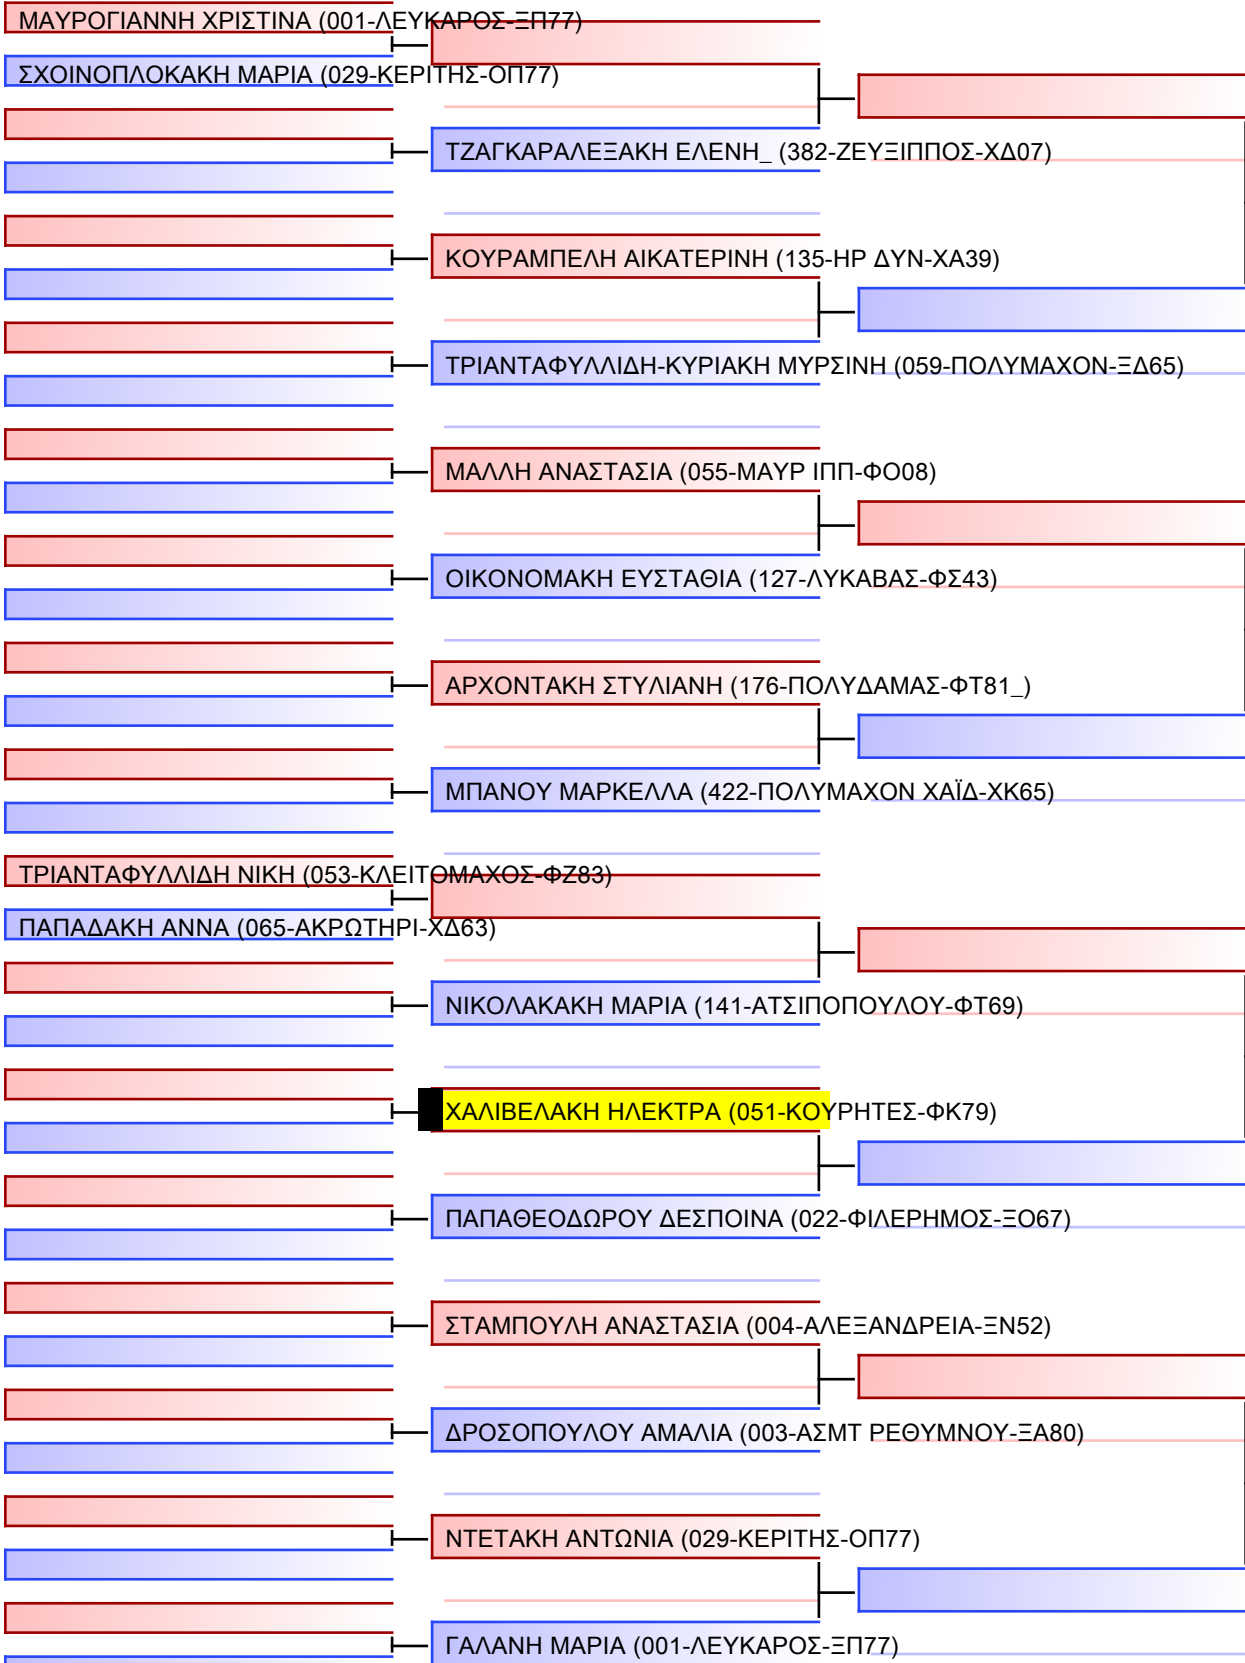 ΜΑΥΡΟΓΙΑΝΝΗ ΧΡΙΣΤΙΝΑ (001-ΛΕΥΚΑΡΟΣ-ΞΠ77)
ΣΧΟΙΝΟΠΛΟΚΑΚΗ ΜΑΡΙΑ (029-ΚΕΡΙΤΗΣ-ΟΠ77)
ΤΖΑΓΚΑΡΑΛΕΞΑΚΗ ΕΛΕΝΗ_ (382-ΖΕΥΞΙΠΠΟΣ-ΧΔ07)
ΚΟΥΡΑΜΠΕΛΗ ΑΙΚΑΤΕΡΙΝΗ (135-ΗΡ ΔΥΝ-ΧΑ39)
ΤΡΙΑΝΤΑΦΥΛΛΙΔΗ-ΚΥΡΙΑΚΗ ΜΥΡΣΙΝΗ (059-ΠΟΛΥΜΑΧΟΝ-ΞΔ65)
ΜΑΛΛΗ ΑΝΑΣΤΑΣΙΑ (055-ΜΑΥΡ ΙΠΠ-ΦΟ08)
ΟΙΚΟΝΟΜΑΚΗ ΕΥΣΤΑΘΙΑ (127-ΛΥΚΑΒΑΣ-ΦΣ43)
ΑΡΧΟΝΤΑΚΗ ΣΤΥΛΙΑΝΗ (176-ΠΟΛΥΔΑΜΑΣ-ΦΤ81_)
ΜΠΑΝΟΥ ΜΑΡΚΕΛΛΑ (422-ΠΟΛΥΜΑΧΟΝ ΧΑΪΔ-ΧΚ65)
ΤΡΙΑΝΤΑΦΥΛΛΙΔΗ ΝΙΚΗ (053-ΚΛΕΙΤΟΜΑΧΟΣ-ΦΖ83)
ΠΑΠΑΔΑΚΗ ΑΝΝΑ (065-ΑΚΡΩΤΗΡΙ-ΧΔ63)
ΝΙΚΟΛΑΚΑΚΗ ΜΑΡΙΑ (141-ΑΤΣΙΠΟΠΟΥΛΟΥ-ΦΤ69)
ΧΑΛΙΒΕΛΑΚΗ ΗΛΕΚΤΡΑ (051-ΚΟΥΡΗΤΕΣ-ΦΚ79)
ΠΑΠΑΘΕΟΔΩΡΟΥ ΔΕΣΠΟΙΝΑ (022-ΦΙΛΕΡΗΜΟΣ-ΞΟ67)
ΣΤΑΜΠΟΥΛΗ ΑΝΑΣΤΑΣΙΑ (004-ΑΛΕΞΑΝΔΡΕΙΑ-ΞΝ52)
ΔΡΟΣΟΠΟΥΛΟΥ ΑΜΑΛΙΑ (003-ΑΣΜΤ ΡΕΘΥΜΝΟΥ-ΞΑ80)
ΝΤΕΤΑΚΗ ΑΝΤΩΝΙΑ (029-ΚΕΡΙΤΗΣ-ΟΠ77)
ΓΑΛΑΝΗ ΜΑΡΙΑ (001-ΛΕΥΚΑΡΟΣ-ΞΠ77)